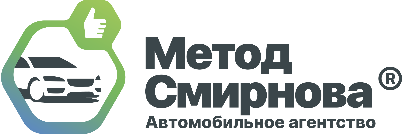 Метод
Смирнова®
Автомобильное агентство